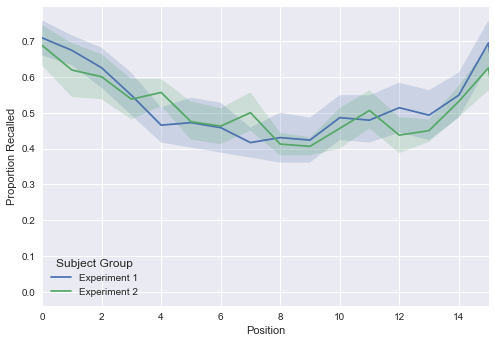 0.7
0.6
0.5
0.4
0.3
0.2
0.1
0.0
Proportion Recalled
Subject Group
Experiment 1
Experiment 2
0 2 4 6 8 10 12 14
Position